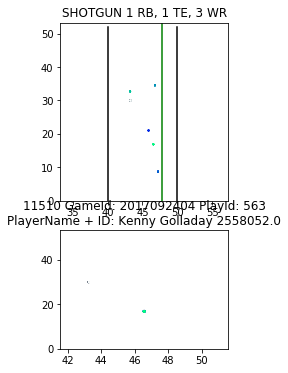 SHOTGUN 1 RB, 1 TE, 3 WR
50
40
30
20
10
0
35 40 45 50 55
11510 GameId: 2017092404 PlayId: 563
PlayerName + ID: Kenny Golladay 2558052.0
40
20
0
42 44 46 48 50